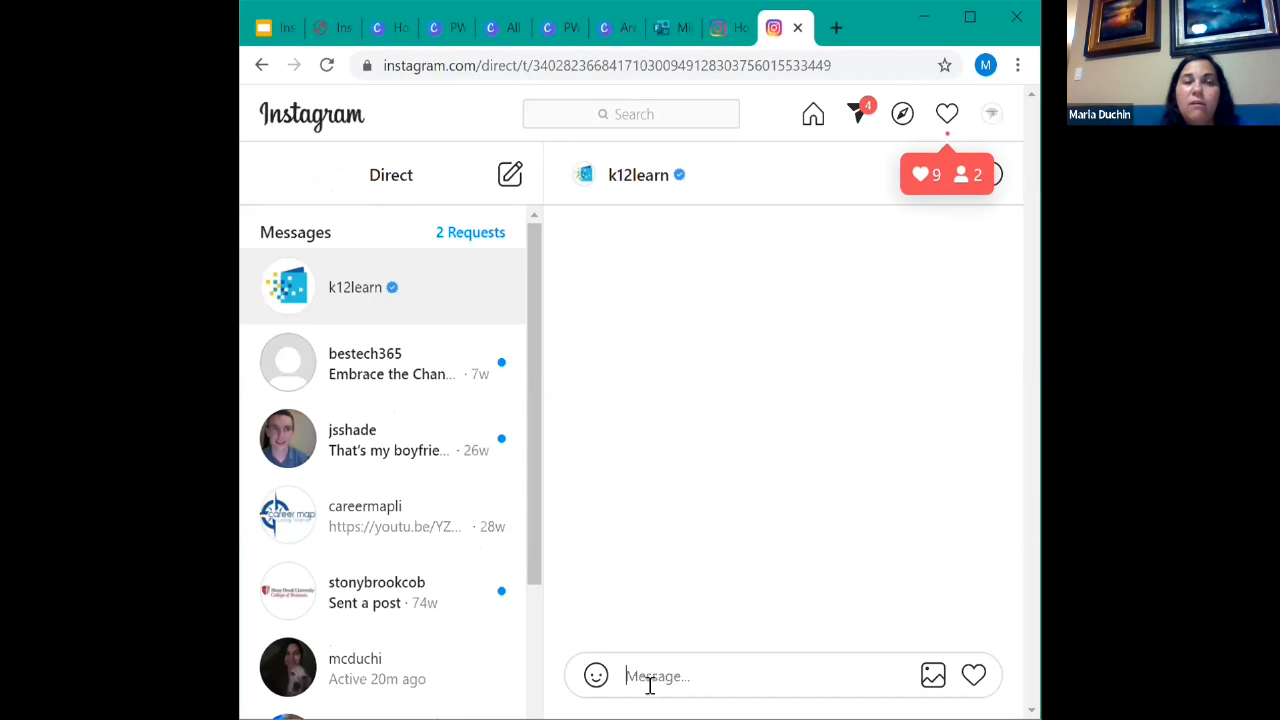 Ins
Ins
Ho
PW
All
PW
Arr
Mi
Ho
instagram.com/direct/t/340282366841710300949128303756015533449
M
Instagram
Search
4
9 2
Direct
k12learn
Messages
2 Requests
k12learn
bestech365
Embrace the Chan... · 7w
jsshade
That's my boyfrie... · 26w
careermapli
https://youtu.be/YZ... · 28w
stonybrookcob
Sent a post · 74w
mcduchi
Active 20m ago
Message...
Marla Duchin